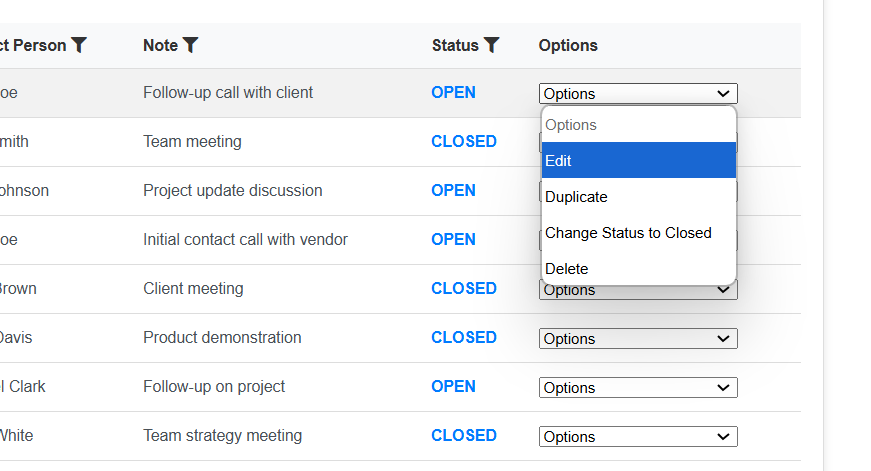 ct Person Note Status Options
oe Follow-up call with client OPEN Options
Options
mith Team meeting CLOSED
Edit
ohnson Project update discussion OPEN
Duplicate
oe Initial contact call with vendor OPEN
Change Status to Closed
Delete
Brown Client meeting CLOSED Options
Davis Product demonstration CLOSED Options
l Clark Follow-up on project OPEN Options
White Team strategy meeting CLOSED Options